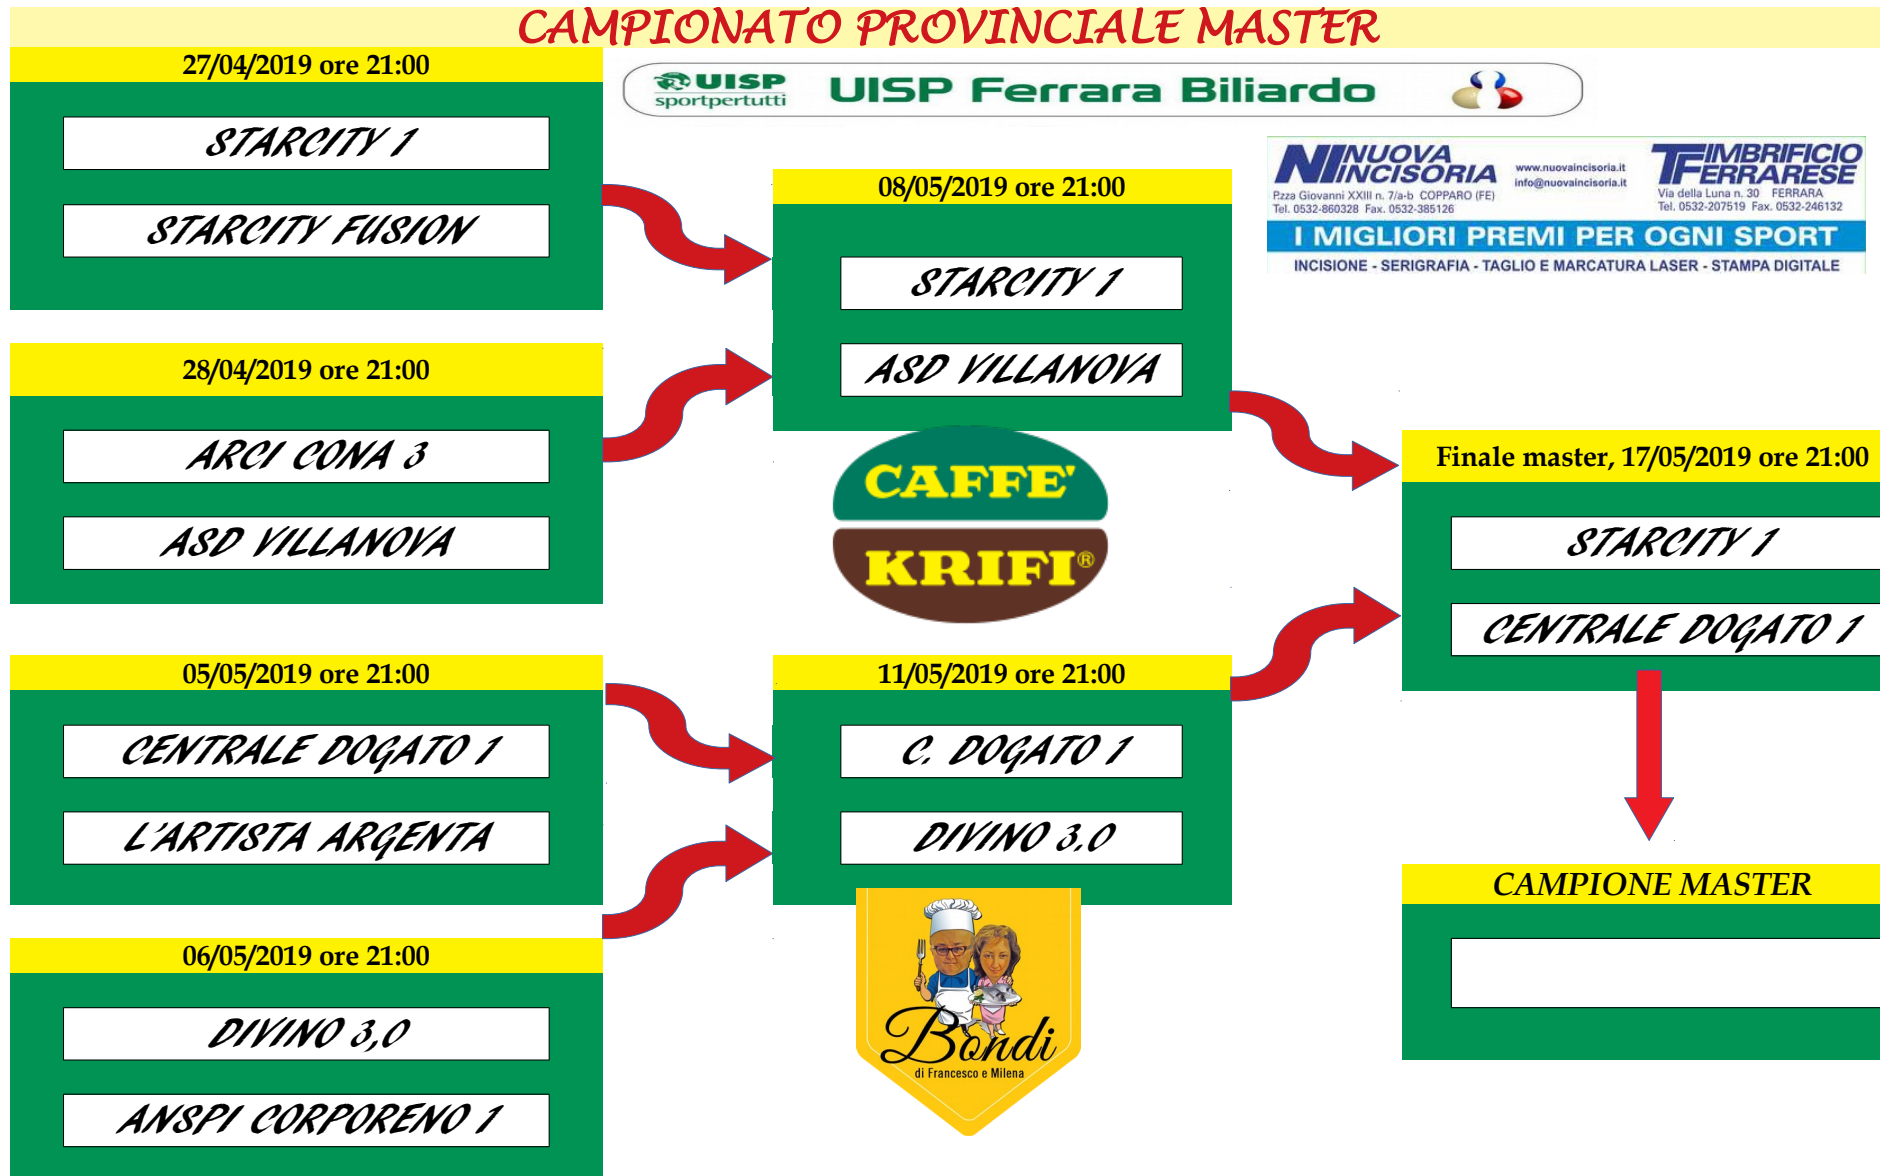 CAMPIONATO PROVINCIALE MASTER
27/04/2019 ore 21:00
STARCITY 1
STARCITY FUSION
28/04/2019 ore 21:00
ARCI CONA 3
ASD VILLANOVA
05/05/2019 ore 21:00
CENTRALE DOGATO 1
L'ARTISTA ARGENTA
06/05/2019 ore 21:00
DIVINO 3,0
ANSPI CORPORENO 1
UISP
sportpertutti
UISP Ferrara Biliardo
08/05/2019 ore 21:00
STARCITY 1
ASD VILLANOVA
CAFFE'
KRIFI®
11/05/2019 ore 21:00
C. DOGATO 1
DIVINO 3.0
Bondi
di Francesco e Milena
NI NUOVA
INCISORIA
P.zza Giovanni XXIII n. 7/a-b COPPARO (FE)
Tel. 0532-860328 Fax. 0532-385126
www.nuovaincisoria.it
info@nuovaincisoria.it
TF TIMBRIFICIO
FERRARESE
Via della Luna n. 30 FERRARA
Tel. 0532-207519 Fax. 0532-246132
I MIGLIORI PREMI PER OGNI SPORT
INCISIONE - SERIGRAFIA - TAGLIO E MARCATURA LASER - STAMPA DIGITALE
Finale master, 17/05/2019 ore 21:00
STARCITY 1
CENTRALE DOGATO 1
CAMPIONE MASTER